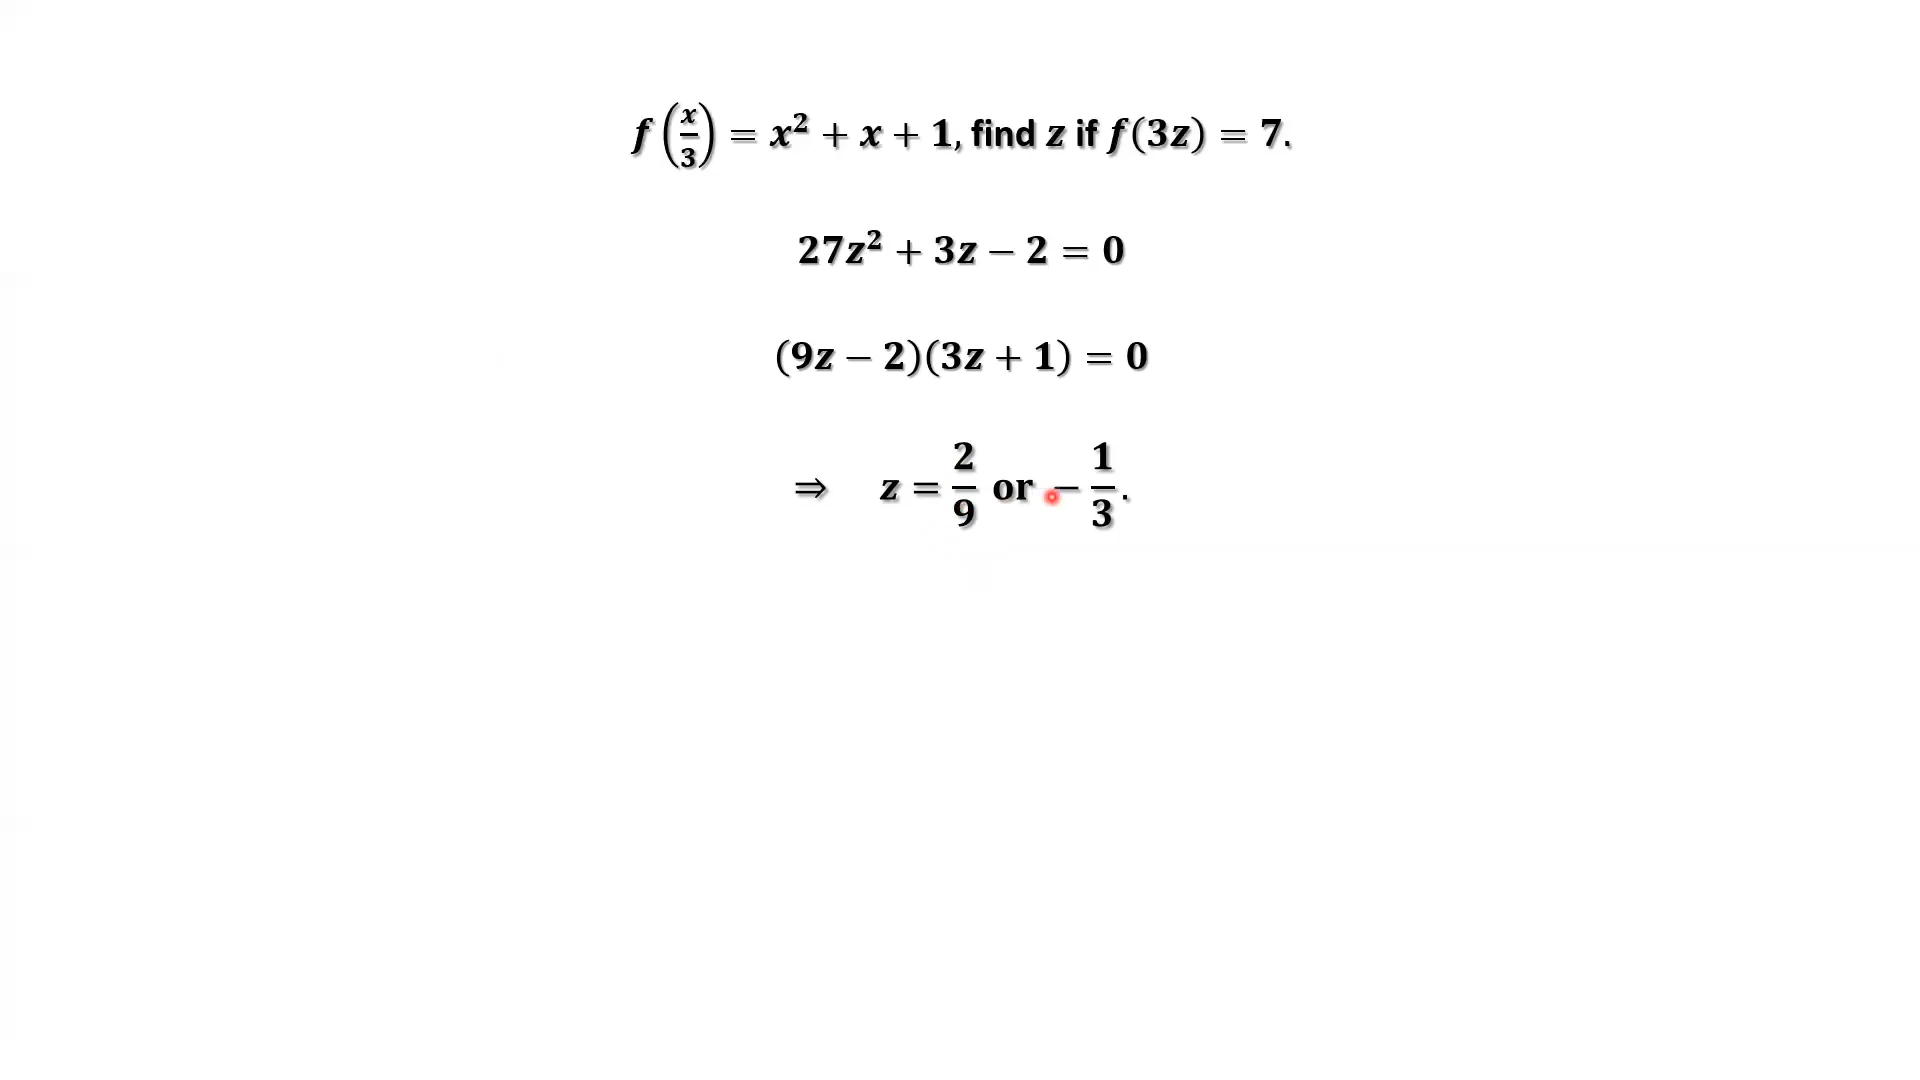 f(x/3) = x² + x + 1, find z if f(3z) = 7.
27z² + 3z − 2 = 0
(9z − 2)(3z + 1) = 0
⇒ z = 2/9 or − 1/3.